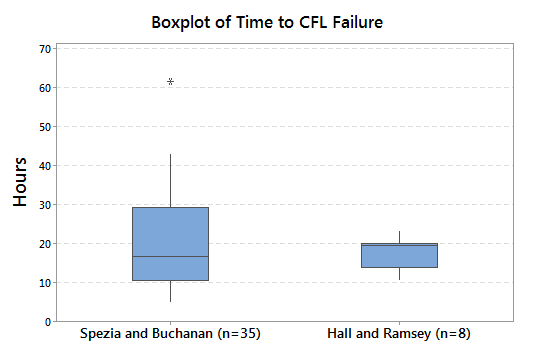 Boxplot of Time to CFL Failure
Hours
70
60
50
40
30
20
10
0
Spezia and Buchanan (n=35) Hall and Ramsey (n=8)